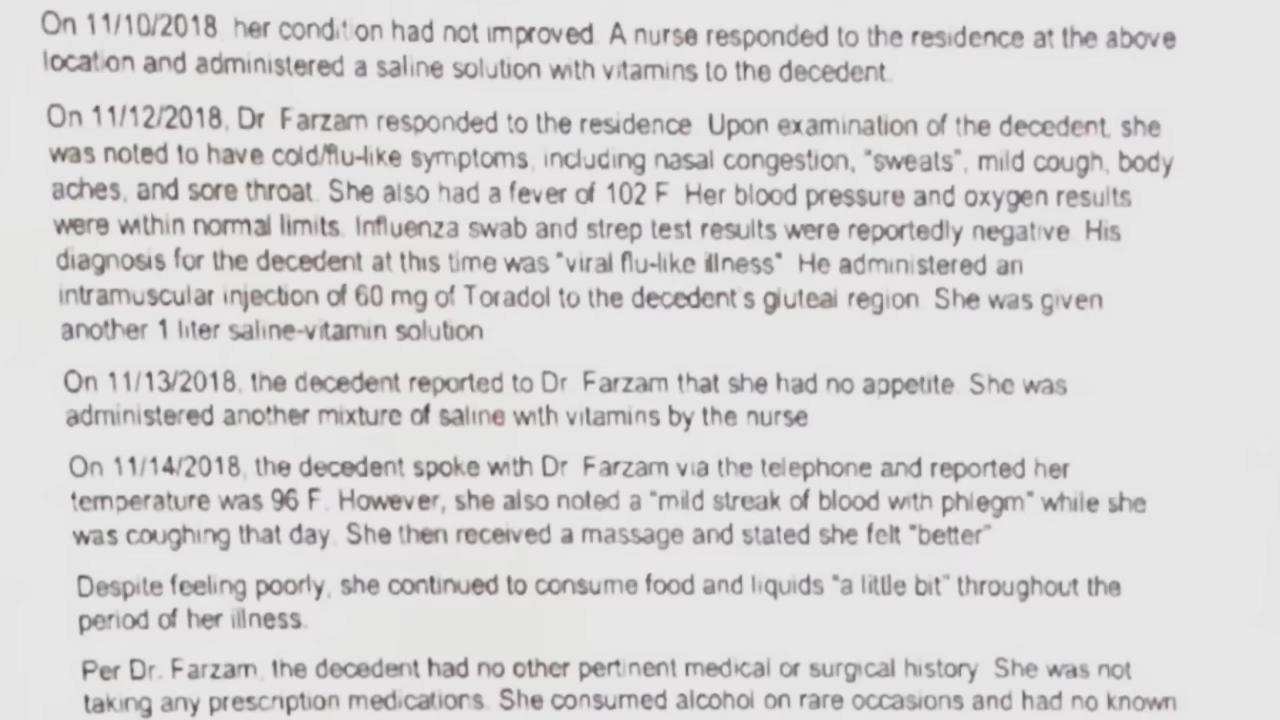 On 11/10/2018 her condition had not improved. A nurse responded to the residence at the above
location and administered a saline solution with vitamins to the decedent.
On 11/12/2018, Dr Farzam responded to the residence Upon examination of the decedent, she
was noted to have cold/flu-like symptoms, including nasal congestion, "sweats", mild cough, body
aches, and sore throat. She also had a fever of 102 F Her blood pressure and oxygen results
were within normal limits. Influenza swab and strep test results were reportedly negative His
diagnosis for the decedent at this time was "viral flu-like illness" He administered an
intramuscular injection of 60 mg of Toradol to the decedent's gluteal region She was given
another 1 liter saline-vitamin solution
On 11/13/2018, the decedent reported to Dr Farzam that she had no appetite She was
administered another mixture of saline with vitamins by the nurse
On 11/14/2018, the decedent spoke with Dr Farzam via the telephone and reported her
temperature was 96 F. However, she also noted a "mild streak of blood with phlegm" while she
was coughing that day. She then received a massage and stated she felt "better"
Despite feeling poorly, she continued to consume food and liquids "a little bit" throughout the
period of her illness.
Per Dr. Farzam, the decedent had no other pertinent medical or surgical history She was not
taking any prescription medications. She consumed alcohol on rare occasions and had no known